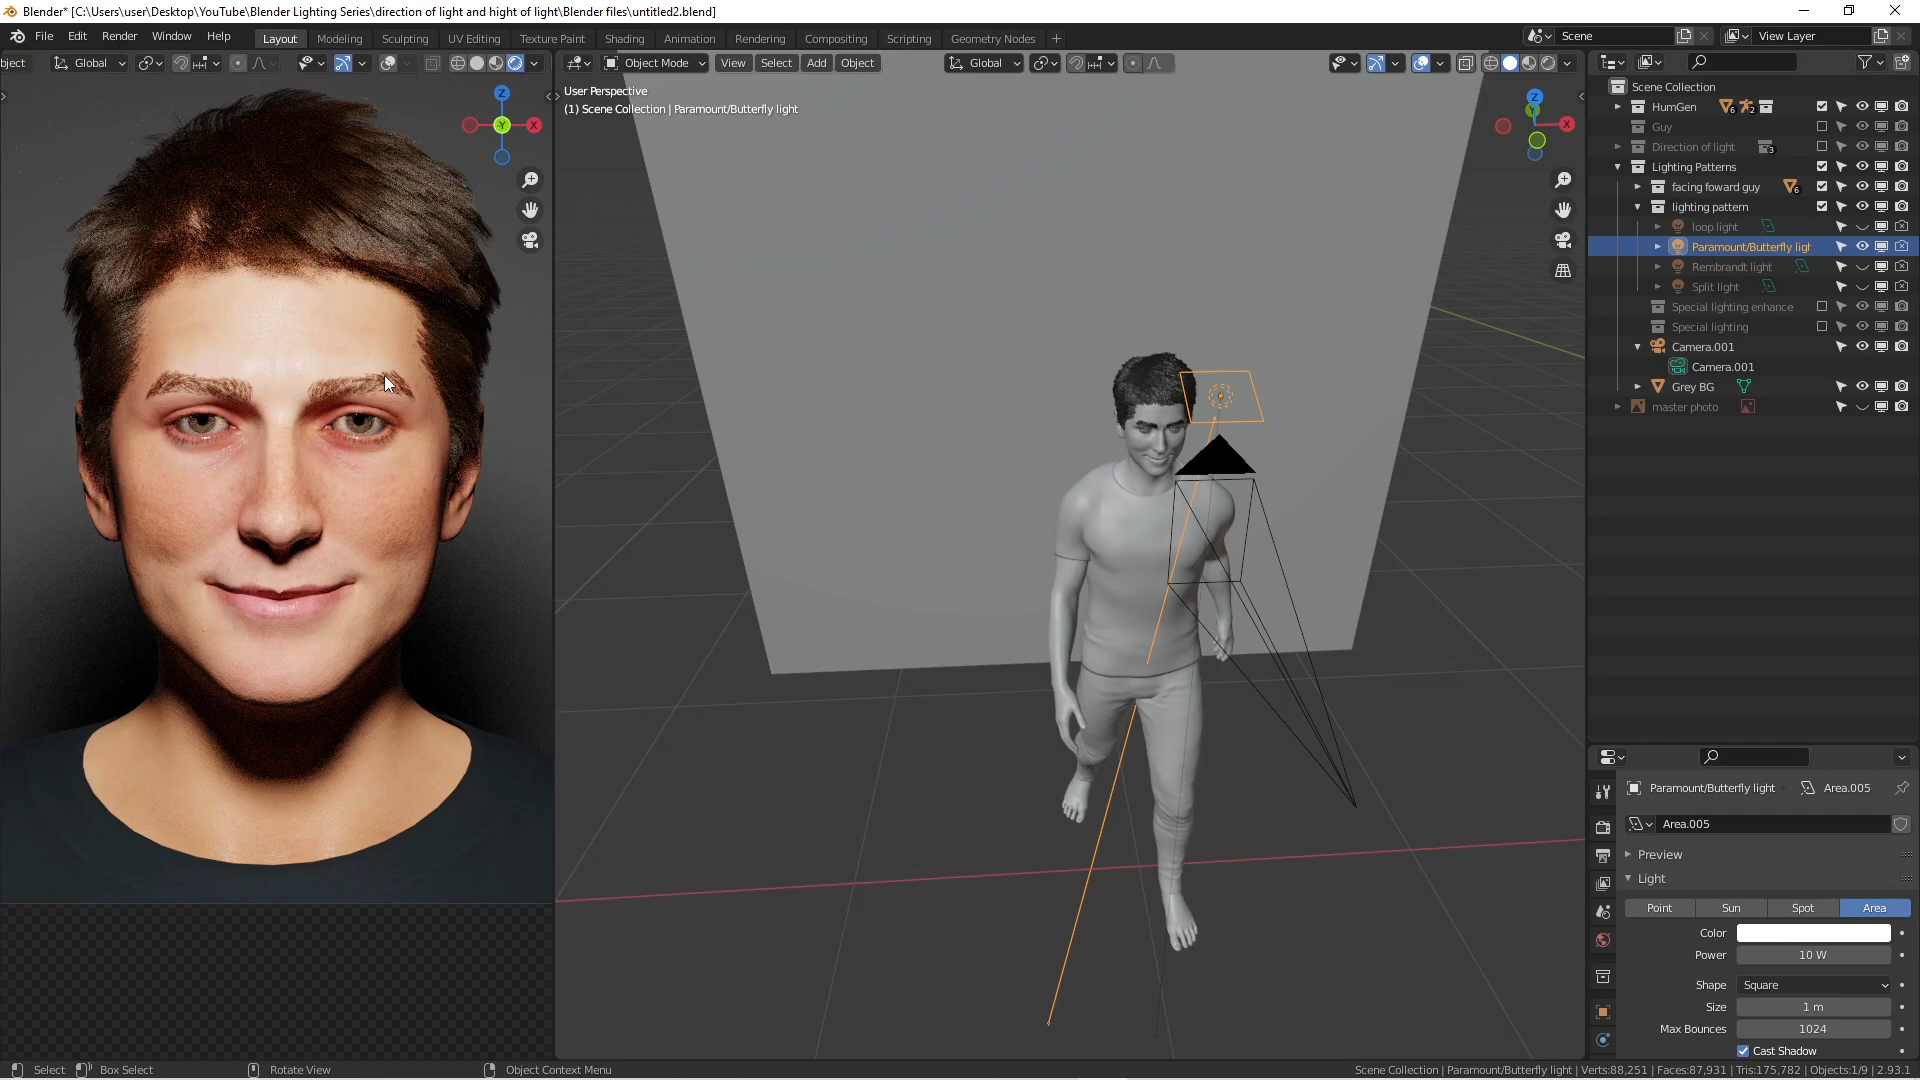 Blender* [C:\Users\user\Desktop\YouTube\Blender Lighting Series\direction of light and hight of light\Blender files\untitled2.blend]
File Edit Render Window Help Layout Modeling Sculpting UV Editing Texture Paint Shading Animation Rendering Compositing Scripting Geometry Nodes + Scene View Layer
bject Global Object Mode View Select Add Object Global
User Perspective
(1) Scene Collection | Paramount/Butterfly light
Z
-Y X
Z
X
Scene Collection
HumGen 6 2
Guy
Direction of light 3
Lighting Patterns
facing foward guy 6
lighting pattern
loop light
Paramount/Butterfly ligh
Rembrandt light
Split light
Special lighting enhance
Special lighting
Camera.001
Camera.001
Grey BG
master photo
Paramount/Butterfly light Area.005
Area.005
Preview
Light
Point Sun Spot Area
Color
Power 10 W
Shape Square
Size 1 m
Max Bounces 1024
Cast Shadow
Select Box Select Rotate View Object Context Menu Scene Collection | Paramount/Butterfly light | Verts:88,251 | Faces:87,931 | Tris:175,782 | Objects:1/9 | 2.93.1